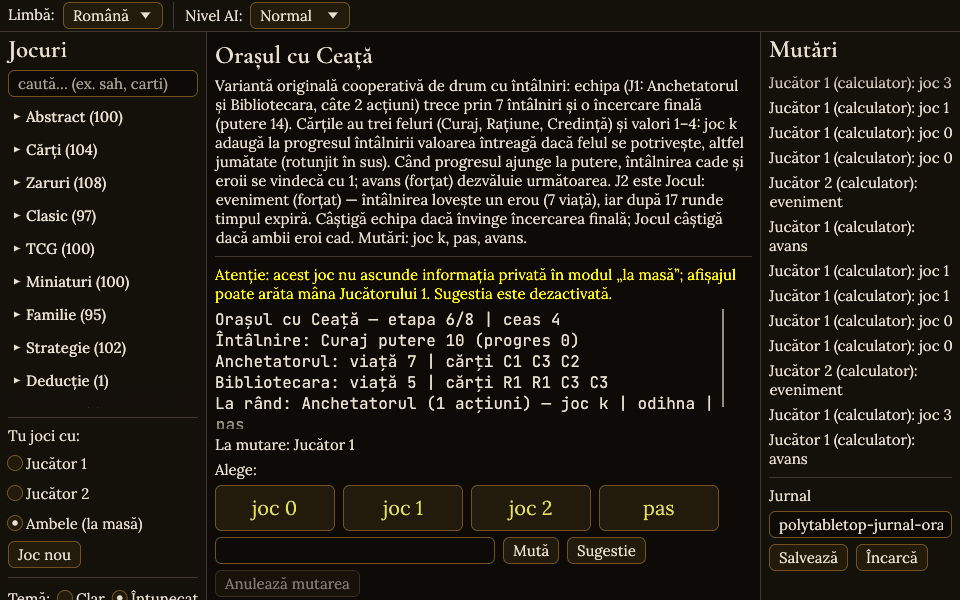 Limbă: Română ▼ Nivel AI: Normal ▼
Jocuri
caută... (ex. sah, carti)
▸ Abstract (100)
▸ Cărți (104)
▸ Zaruri (108)
▸ Clasic (97)
▸ TCG (100)
▸ Miniaturi (100)
▸ Familie (95)
▸ Strategie (102)
▸ Deducție (1)
Tu joci cu:
Jucător 1
Jucător 2
Ambele (la masă)
Joc nou
Temă: Clar Întunecat
Orașul cu Ceață
Variantă originală cooperativă de drum cu întâlniri: echipa (J1: Anchetatorul
și Bibliotecara, câte 2 acțiuni) trece prin 7 întâlniri și o încercare finală
(putere 14). Cărțile au trei feluri (Curaj, Rațiune, Credință) și valori 1–4: joc k
adaugă la progresul întâlnirii valoarea întreagă dacă felul se potrivește, altfel
jumătate (rotunjit în sus). Când progresul ajunge la putere, întâlnirea cade și
eroii se vindecă cu 1; avans (forțat) dezvăluie următoarea. J2 este Jocul:
eveniment (forțat) — întâlnirea lovește un erou (7 viață), iar după 17 runde
timpul expiră. Câștigă echipa dacă învinge încercarea finală; Jocul câștigă
dacă ambii eroi cad. Mutări: joc k, pas, avans.
Atenție: acest joc nu ascunde informația privată în modul „la masă”; afișajul
poate arăta mâna Jucătorului 1. Sugestia este dezactivată.
Orașul cu Ceață — etapa 6/8 | ceas 4
Întâlnire: Curaj putere 10 (progres 0)
Anchetatorul: viață 7 | cărți C1 C3 C2
Bibliotecara: viață 5 | cărți R1 R1 C3 C3
La rând: Anchetatorul (1 acțiuni) — joc k | odihna |
pas
La mutare: Jucător 1
Alege:
joc 0 joc 1 joc 2 pas
Mută Sugestie
Anulează mutarea
Mutări
Jucător 1 (calculator): joc 3
Jucător 1 (calculator): joc 1
Jucător 1 (calculator): joc 0
Jucător 1 (calculator): joc 0
Jucător 2 (calculator):
eveniment
Jucător 1 (calculator):
avans
Jucător 1 (calculator): joc 1
Jucător 1 (calculator): joc 1
Jucător 1 (calculator): joc 0
Jucător 1 (calculator): joc 0
Jucător 2 (calculator):
eveniment
Jucător 1 (calculator): joc 3
Jucător 1 (calculator):
avans
Jurnal
polytabletop-jurnal-ora
Salvează Încarcă